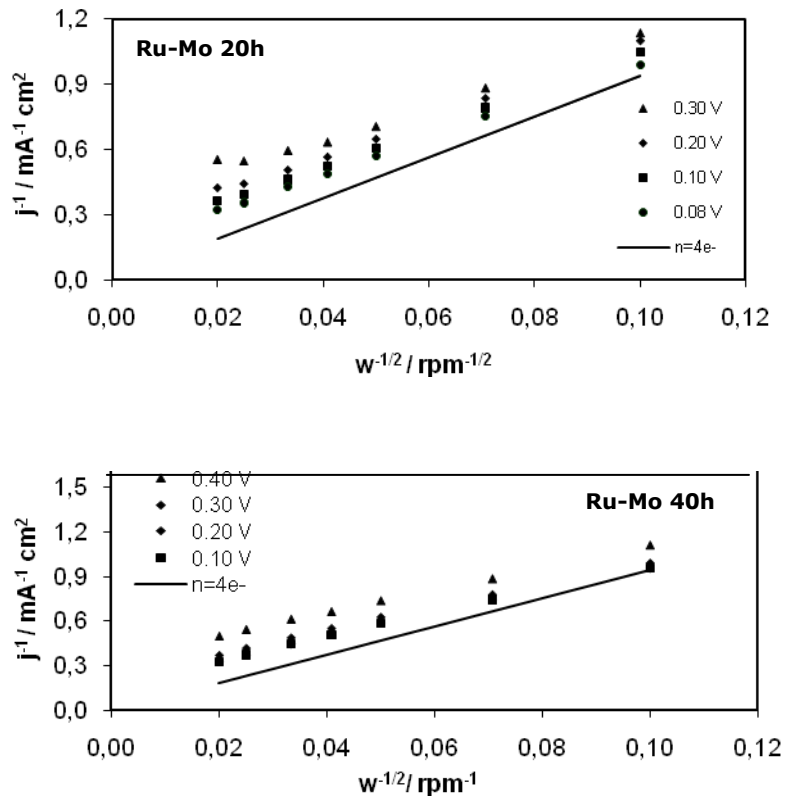 Ru-Mo 20h
j⁻¹ / mA⁻¹ cm²
1,2
0,9
0,6
0,3
0,0
0.30 V
0.20 V
0.10 V
0.08 V
n=4e-
0,00 0,02 0,04 0,06 0,08 0,10 0,12
w⁻¹/² / rpm⁻¹/²
Ru-Mo 40h
j⁻¹ / mA⁻¹ cm²
1,5
1,2
0,9
0,6
0,3
0,0
0.40 V
0.30 V
0.20 V
0.10 V
n=4e-
0,00 0,02 0,04 0,06 0,08 0,10 0,12
w⁻¹/²/ rpm⁻¹